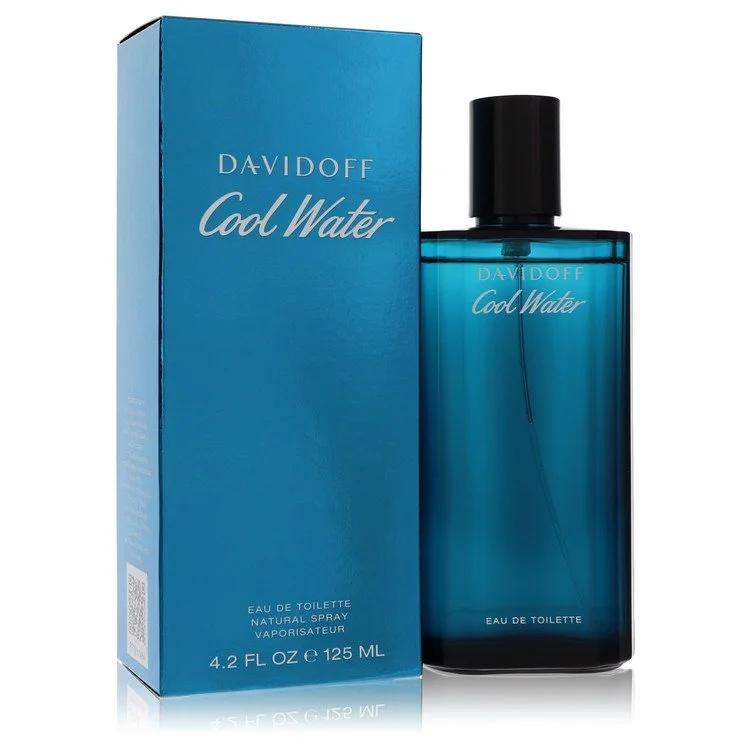 DAVIDOFF
Cool Water
EAU DE TOILETTE
NATURAL SPRAY
VAPORISATEUR
4.2 FL OZ ℮ 125 ML
DAVIDOFF
Cool Water
EAU DE TOILETTE